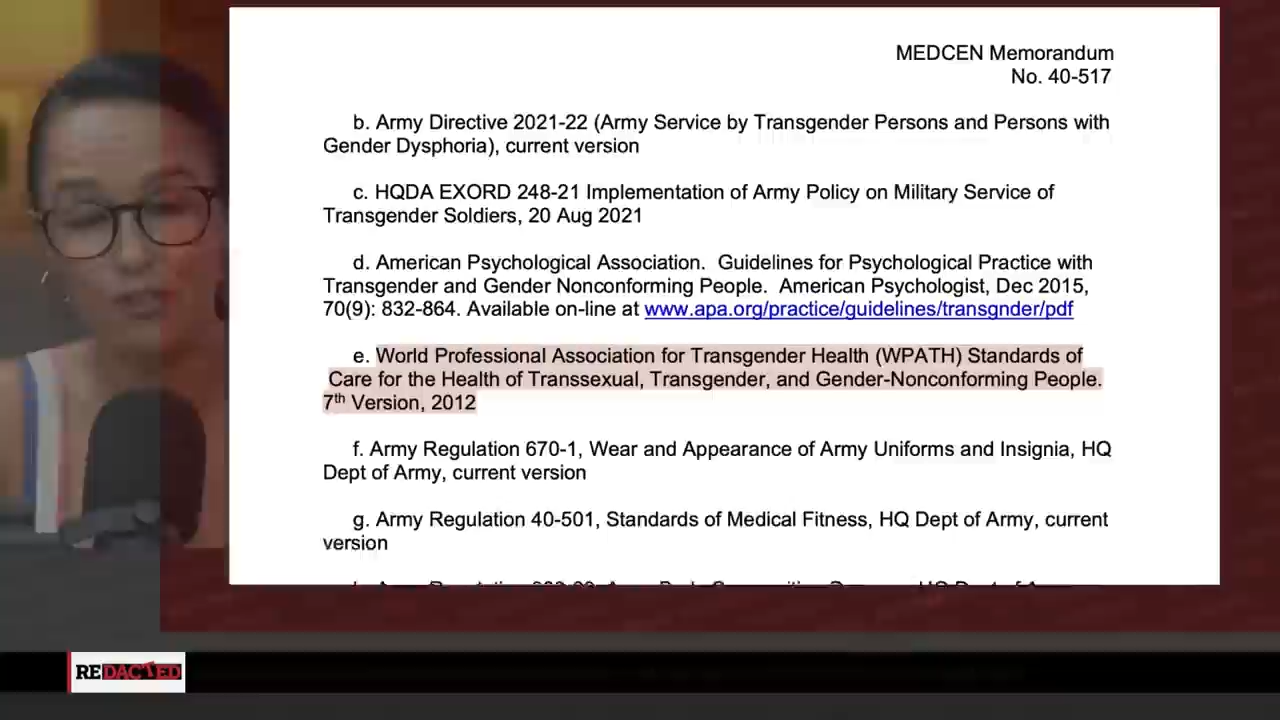 MEDCEN Memorandum
No. 40-517
b. Army Directive 2021-22 (Army Service by Transgender Persons and Persons with
Gender Dysphoria), current version
c. HQDA EXORD 248-21 Implementation of Army Policy on Military Service of
Transgender Soldiers, 20 Aug 2021
d. American Psychological Association.  Guidelines for Psychological Practice with
Transgender and Gender Nonconforming People.  American Psychologist, Dec 2015,
70(9): 832-864. Available on-line at www.apa.org/practice/guidelines/transgnder/pdf
e. World Professional Association for Transgender Health (WPATH) Standards of
Care for the Health of Transsexual, Transgender, and Gender-Nonconforming People.
7th Version, 2012
f. Army Regulation 670-1, Wear and Appearance of Army Uniforms and Insignia, HQ
Dept of Army, current version
g. Army Regulation 40-501, Standards of Medical Fitness, HQ Dept of Army, current
version
REDACTED